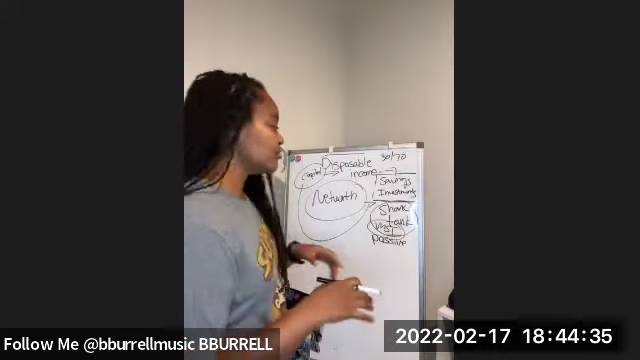 Disposable 30/70
capital income
Savings
Investments
Networth
Shark
tank
passive
Follow Me @bburrellmusic BBURRELL
2022-02-17 18:44:35